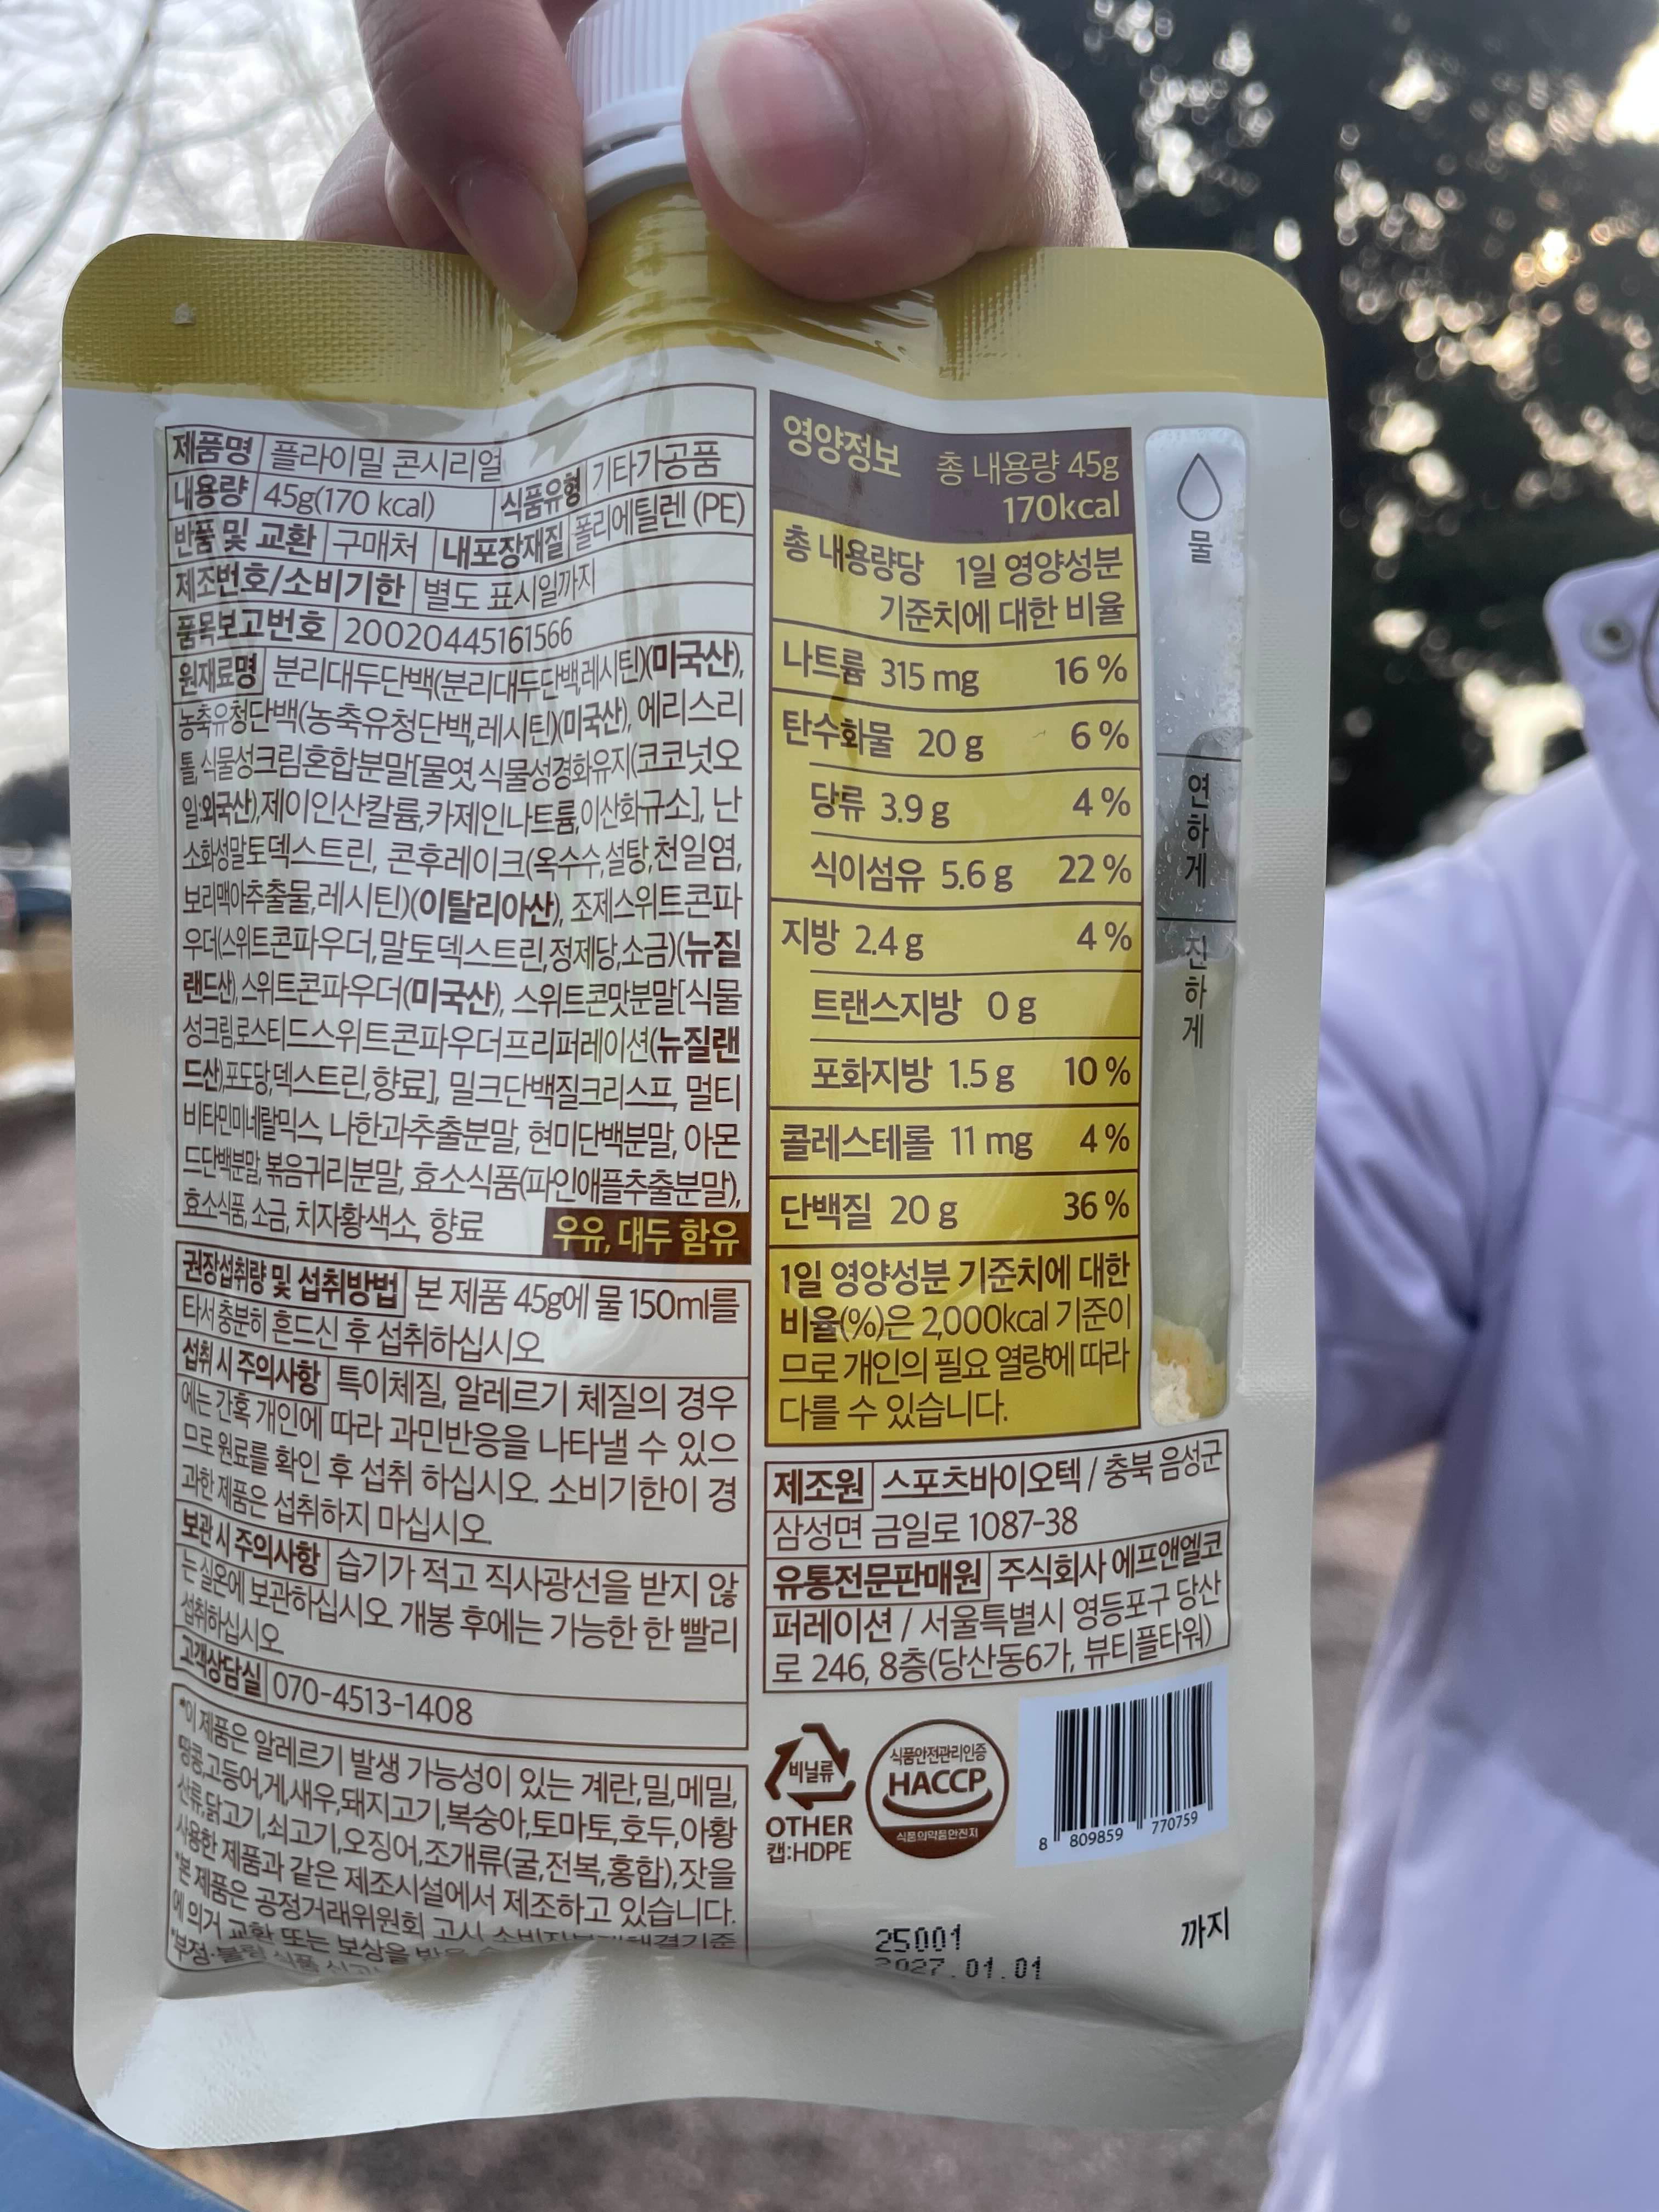 제품명 플라이밀 콘시리얼
내용량 45g(170 kcal) 식품유형 기타가공품
반품 및 교환 구매처 내포장재질 폴리에틸렌 (PE)
제조번호/소비기한 별도 표시일까지
품목보고번호 20020445161566
원재료명 분리대두단백(분리대두단백,레시틴)(미국산),
농축유청단백(농축유청단백,레시틴)(미국산), 에리스리
톨, 식물성크림혼합분말[물엿,식물성경화유지(코코넛오
일:외국산),제이인산칼륨,카제인나트륨,이산화규소], 난
소화성말토덱스트린, 콘후레이크(옥수수,설탕,천일염,
보리맥아추출물,레시틴)(이탈리아산), 조제스위트콘파
우더(스위트콘파우더,말토덱스트린,정제당,소금)(뉴질
랜드산), 스위트콘파우더(미국산), 스위트콘맛분말[식물
성크림,로스티드스위트콘파우더프리퍼레이션(뉴질랜
드산),포도당,덱스트린,향료], 밀크단백질크리스프, 멀티
비타민미네랄믹스, 나한과추출분말, 현미단백분말, 아몬
드단백분말, 볶음귀리분말, 효소식품(파인애플추출분말),
효소식품, 소금, 치자황색소, 향료 우유, 대두 함유
권장섭취량 및 섭취방법 본 제품 45g에 물 150ml를
타서 충분히 흔드신 후 섭취하십시오
섭취 시 주의사항 특이체질, 알레르기 체질의 경우
에는 간혹 개인에 따라 과민반응을 나타낼 수 있으
므로 원료를 확인 후 섭취 하십시오. 소비기한이 경
과한 제품은 섭취하지 마십시오.
보관 시 주의사항 습기가 적고 직사광선을 받지 않
는 실온에 보관하십시오. 개봉 후에는 가능한 한 빨리
섭취하십시오
고객상담실 070-4513-1408
*이 제품은 알레르기 발생 가능성이 있는 계란,밀,메밀,
땅콩,고등어,게,새우,돼지고기,복숭아,토마토,호두,아황
산류,닭고기,쇠고기,오징어,조개류(굴,전복,홍합),잣을
사용한 제품과 같은 제조시설에서 제조하고 있습니다.
*본 제품은 공정거래위원회 고시 소비자분쟁해결기준
에 의거 교환 또는 보상을 받을 수
*부정·불량 식품 신고는
영양정보 총 내용량 45g
170kcal
총 내용량당 1일 영양성분
기준치에 대한 비율
나트륨 315 mg 16 %
탄수화물 20 g 6 %
당류 3.9 g 4 %
식이섬유 5.6 g 22 %
지방 2.4 g 4 %
트랜스지방 0 g
포화지방 1.5 g 10 %
콜레스테롤 11 mg 4 %
단백질 20 g 36 %
1일 영양성분 기준치에 대한
비율(%)은 2,000kcal 기준이
므로 개인의 필요 열량에 따라
다를 수 있습니다.
물
연하게
진하게
제조원 스포츠바이오텍 / 충북 음성군
삼성면 금일로 1087-38
유통전문판매원 주식회사 에프앤엘코
퍼레이션 / 서울특별시 영등포구 당산
로 246, 8층(당산동6가, 뷰티플타워)
비닐류
OTHER
캡:HDPE
식품안전관리인증
HACCP
식품의약품안전처
8 809859 770759
25001
2027.01.01
까지